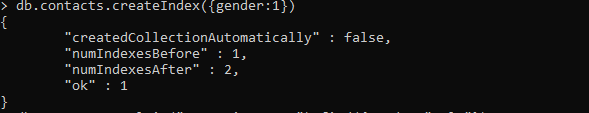 > db.contacts.createIndex({gender:1})
{
"createdCollectionAutomatically" : false,
"numIndexesBefore" : 1,
"numIndexesAfter" : 2,
"ok" : 1
}